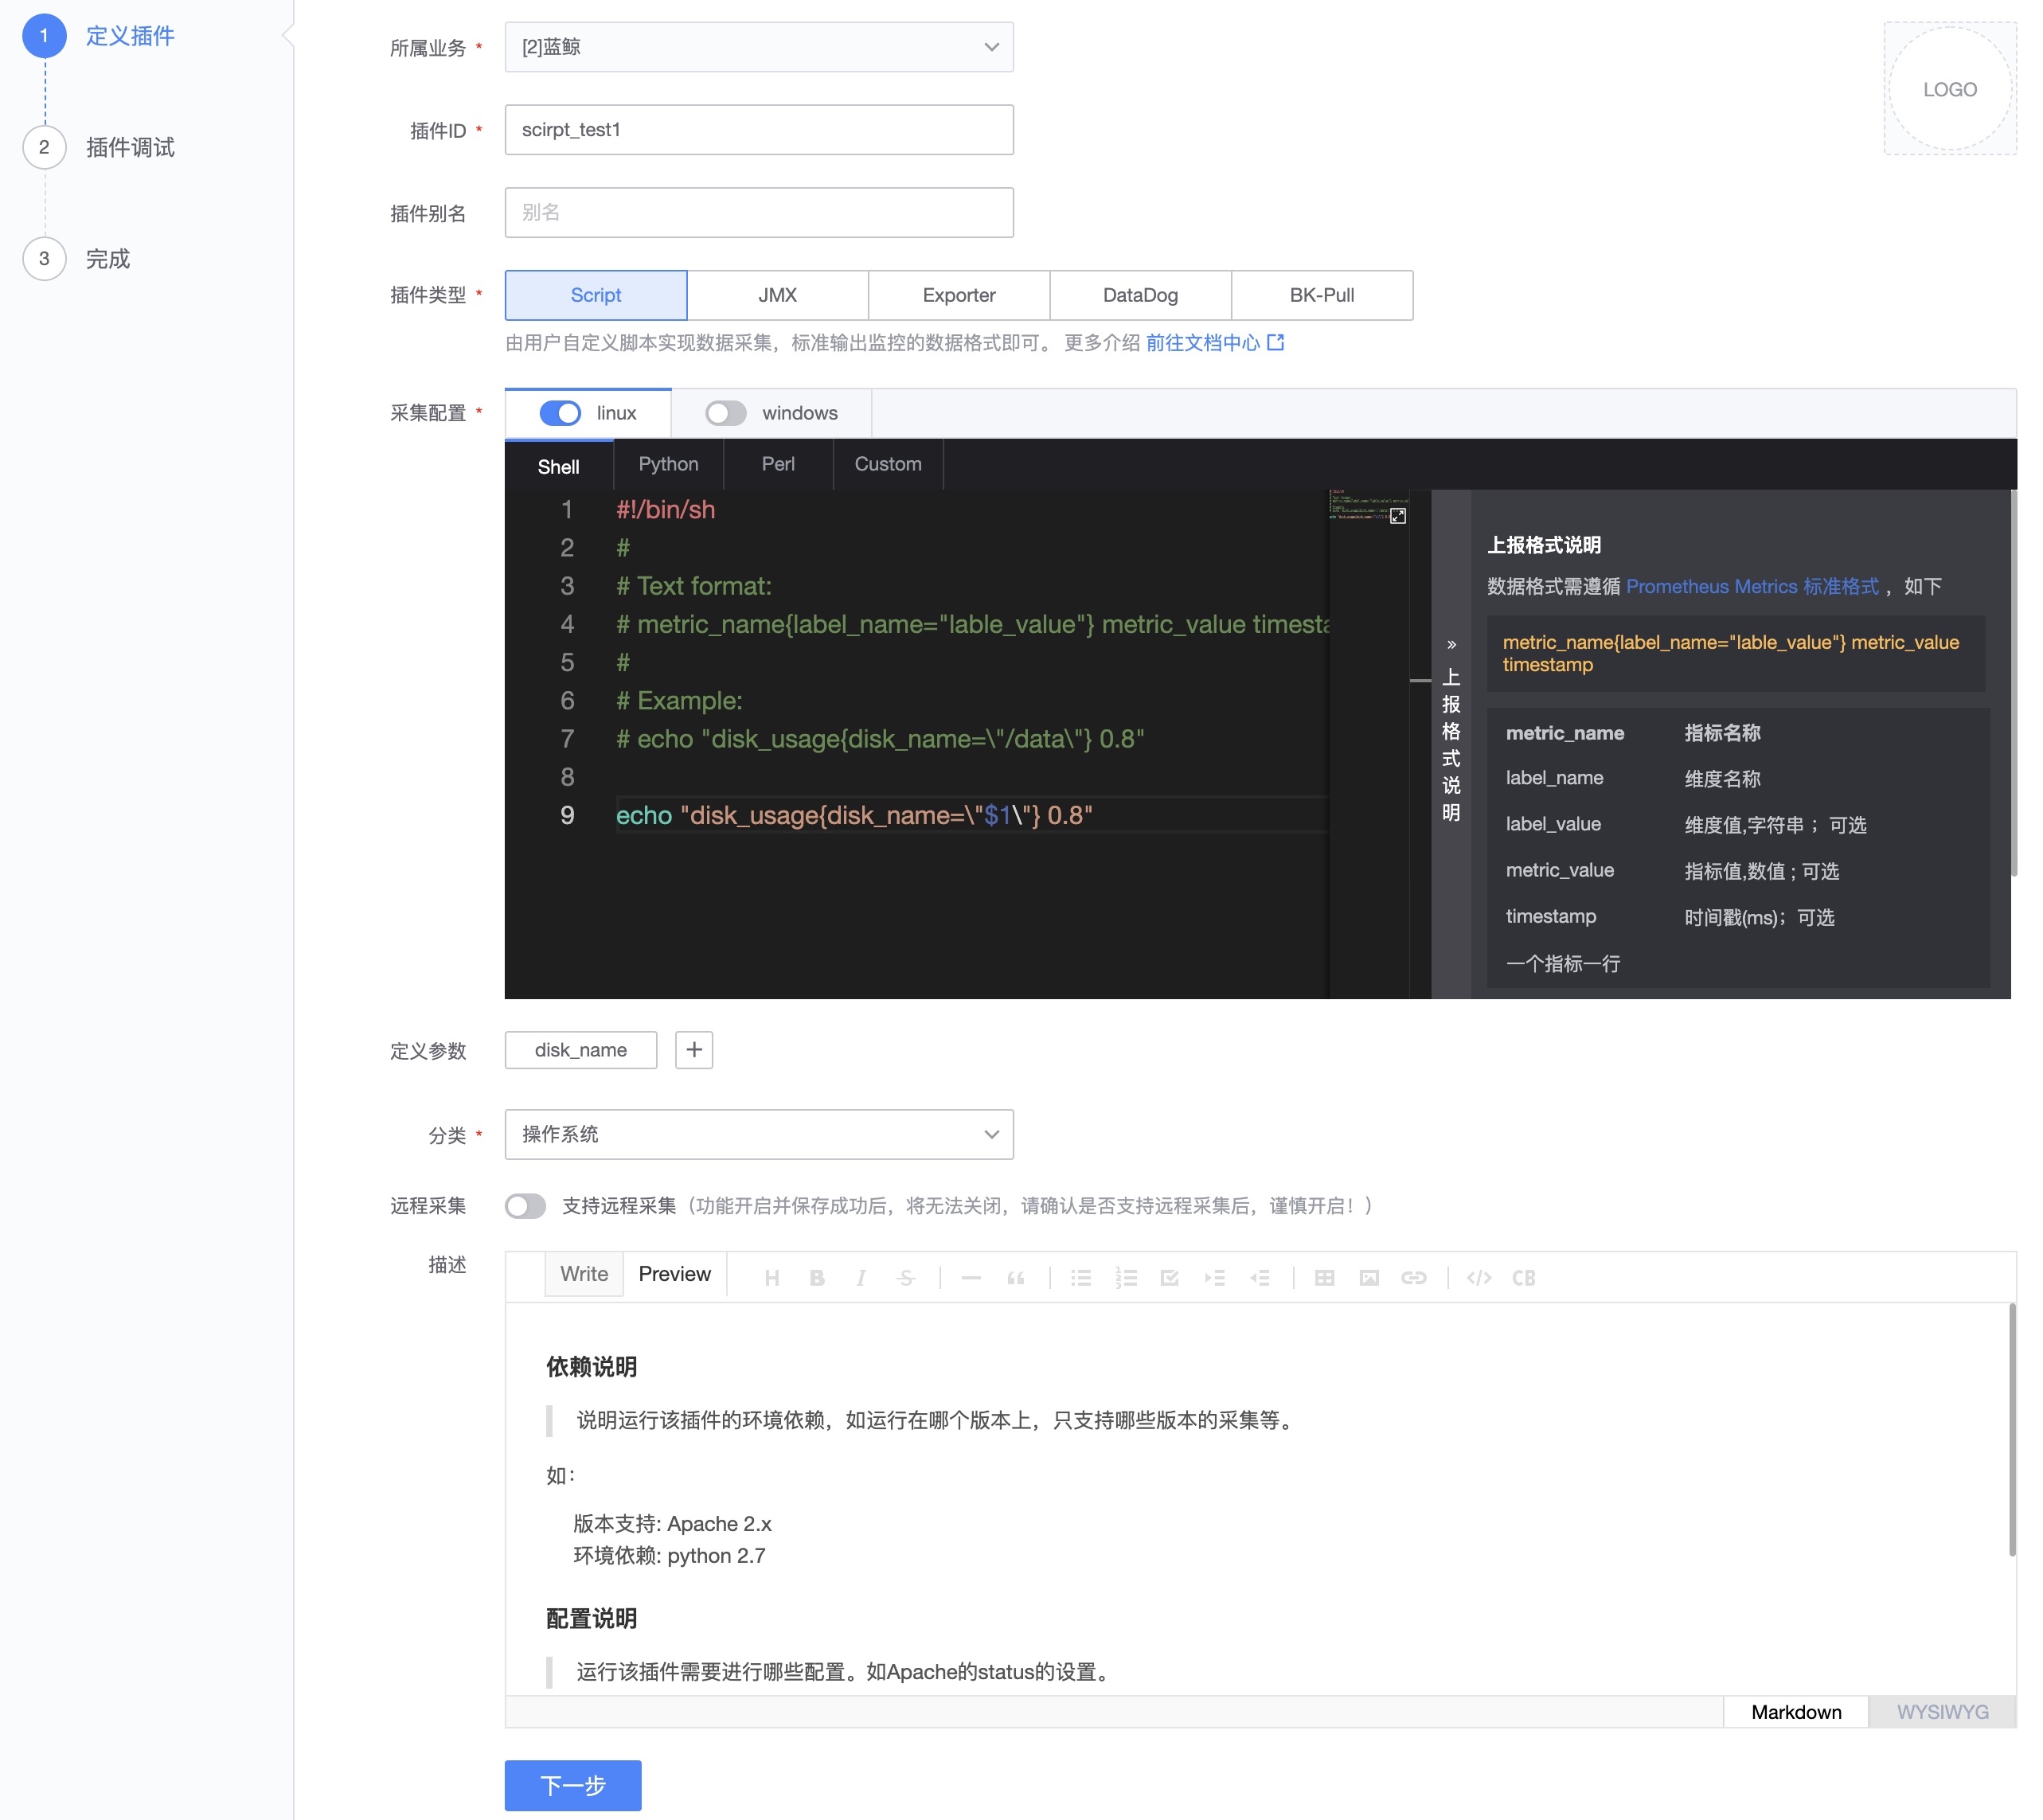 1 定义插件
2 插件调试
3 完成
所属业务 * [2]蓝鲸
LOGO
插件ID * scirpt_test1
插件别名 别名
插件类型 * Script JMX Exporter DataDog BK-Pull
由用户自定义脚本实现数据采集，标准输出监控的数据格式即可。 更多介绍 前往文档中心
采集配置 * linux windows
Shell Python Perl Custom
1 #!/bin/sh
2 #
3 # Text format:
4 # metric_name{label_name="lable_value"} metric_value timesta
5 #
6 # Example:
7 # echo "disk_usage{disk_name=\"/data\"} 0.8"
8
9 echo "disk_usage{disk_name=\"$1\"} 0.8"
» 上报格式说明
上报格式说明
数据格式需遵循 Prometheus Metrics 标准格式 ，如下
metric_name{label_name="lable_value"} metric_value
timestamp
metric_name 指标名称
label_name 维度名称
label_value 维度值,字符串 ；可选
metric_value 指标值,数值 ; 可选
timestamp 时间戳(ms)；可选
一个指标一行
定义参数 disk_name +
分类 * 操作系统
远程采集 支持远程采集（功能开启并保存成功后，将无法关闭，请确认是否支持远程采集后，谨慎开启！）
描述 Write Preview H B I S “ </> CB
依赖说明
说明运行该插件的环境依赖，如运行在哪个版本上，只支持哪些版本的采集等。
如：
版本支持: Apache 2.x
环境依赖: python 2.7
配置说明
运行该插件需要进行哪些配置。如Apache的status的设置。
Markdown WYSIWYG
下一步